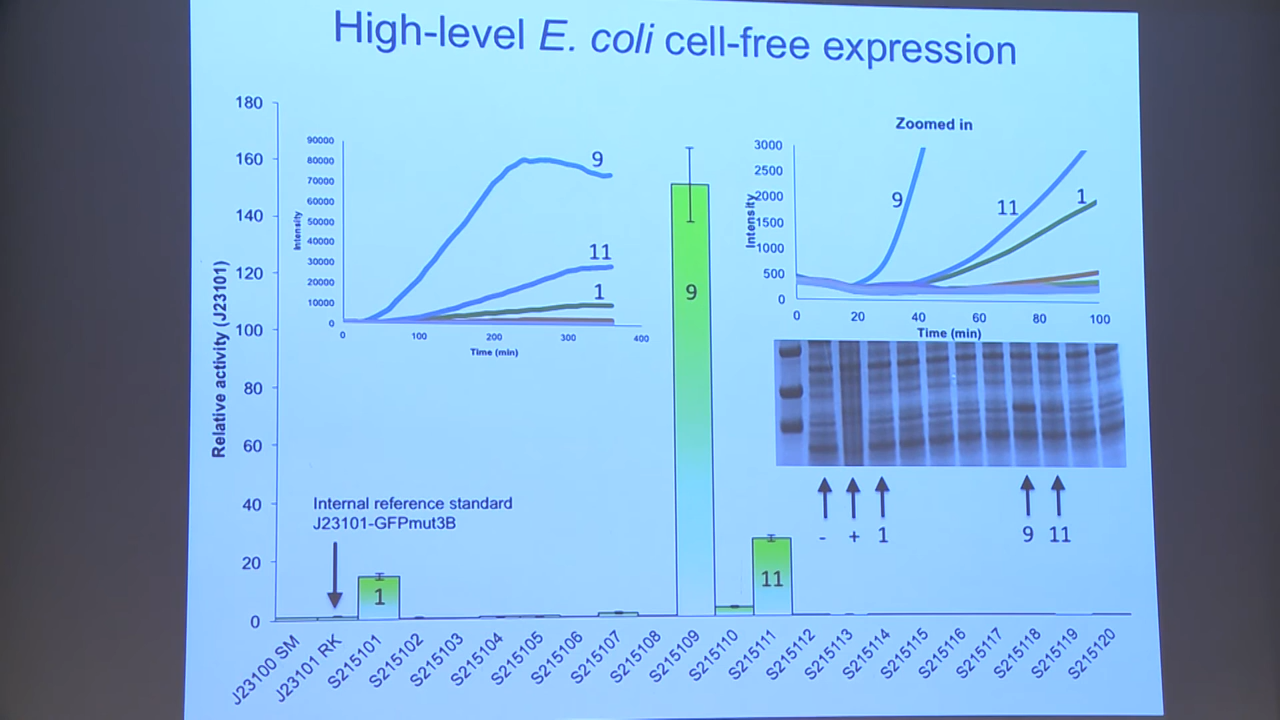 High-level E. coli cell-free expression
180
160
140
120
100
80
60
40
20
0
Relative activity (J23101)
90000
80000
70000
60000
50000
40000
30000
20000
10000
0
Intensity
9
11
1
0
100
200
300
400
Time (min)
Zoomed in
3000
2500
2000
1500
1000
500
0
Intensity
9
11
1
0
20
40
60
80
100
Time (min)
Internal reference standard
J23101-GFPmut3B
1
9
11
- + 1 9 11
J23100 SM
J23101 RK
S215101
S215102
S215103
S215104
S215105
S215106
S215107
S215108
S215109
S215110
S215111
S215112
S215113
S215114
S215115
S215116
S215117
S215118
S215119
S215120